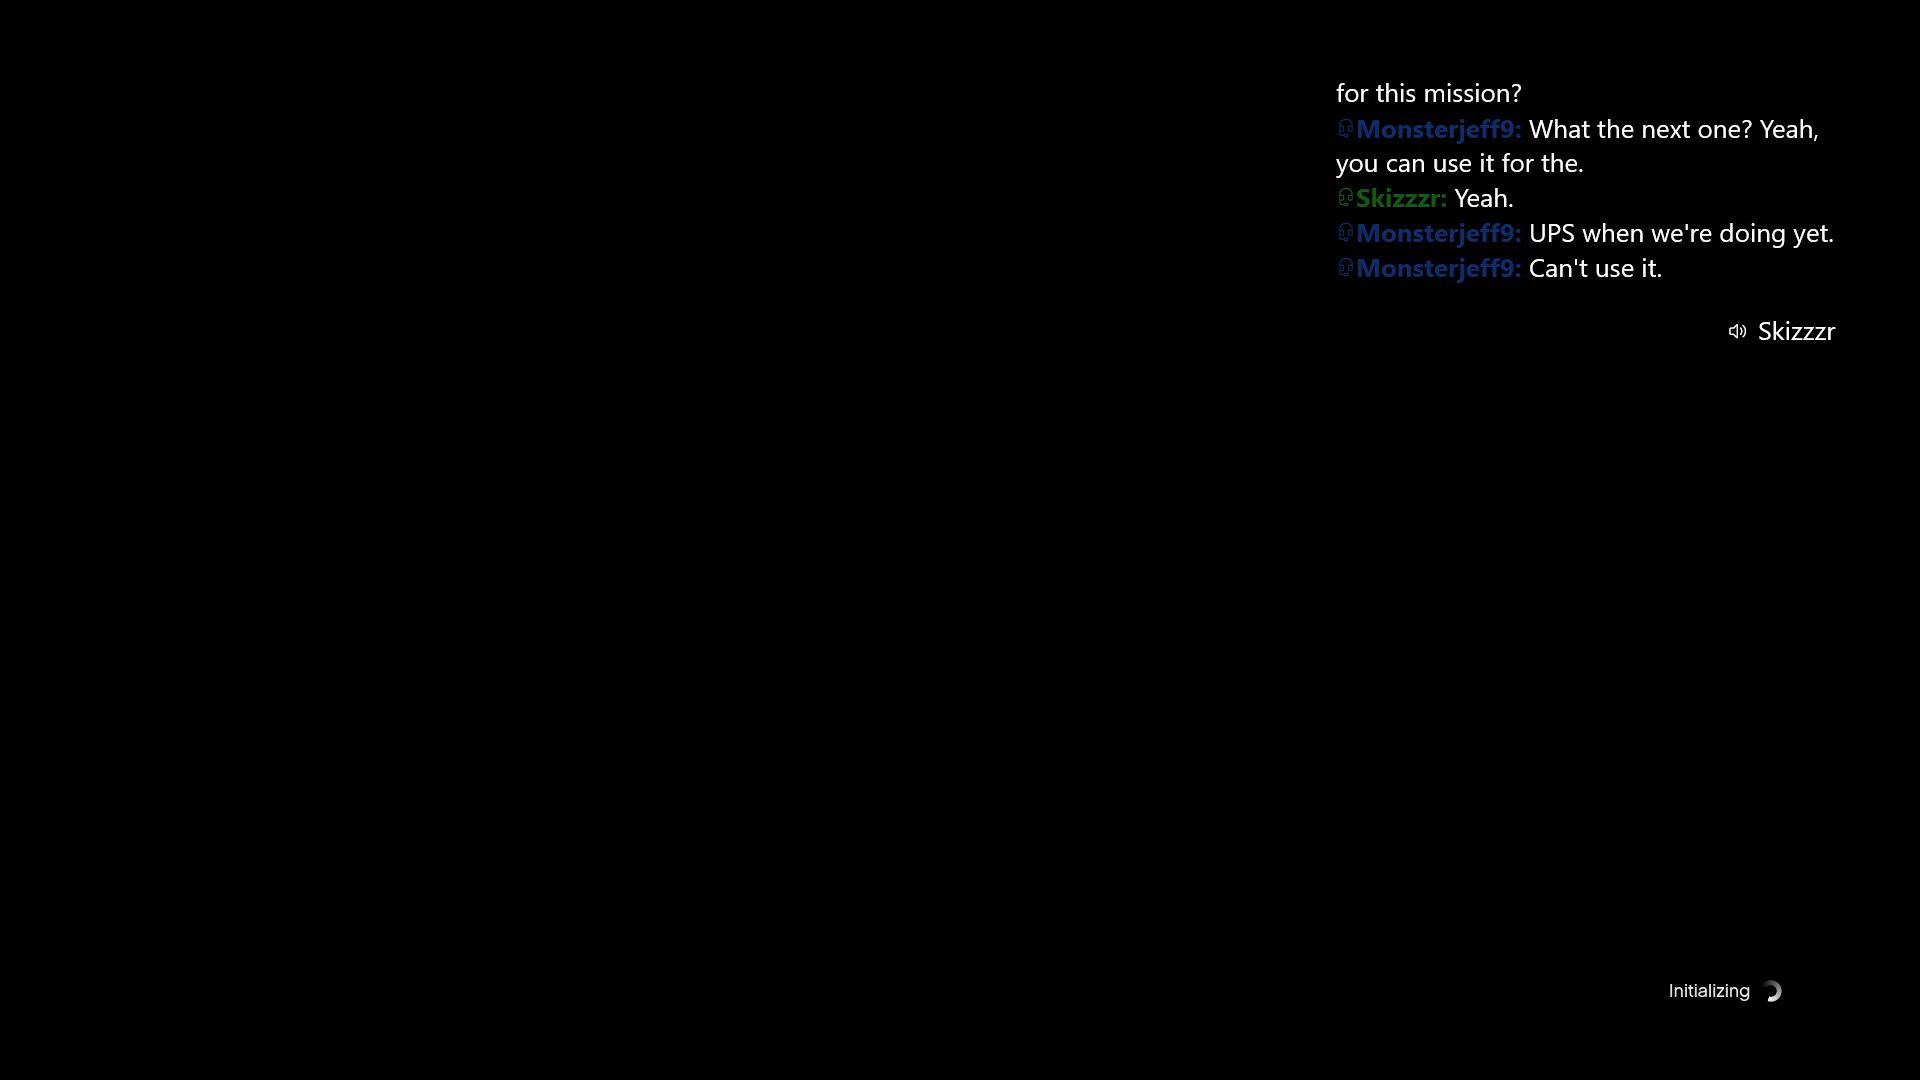 for this mission?
Monsterjeff9: What the next one? Yeah,
you can use it for the.
Skizzzr: Yeah.
Monsterjeff9: UPS when we're doing yet.
Monsterjeff9: Can't use it.
Skizzzr
Initializing